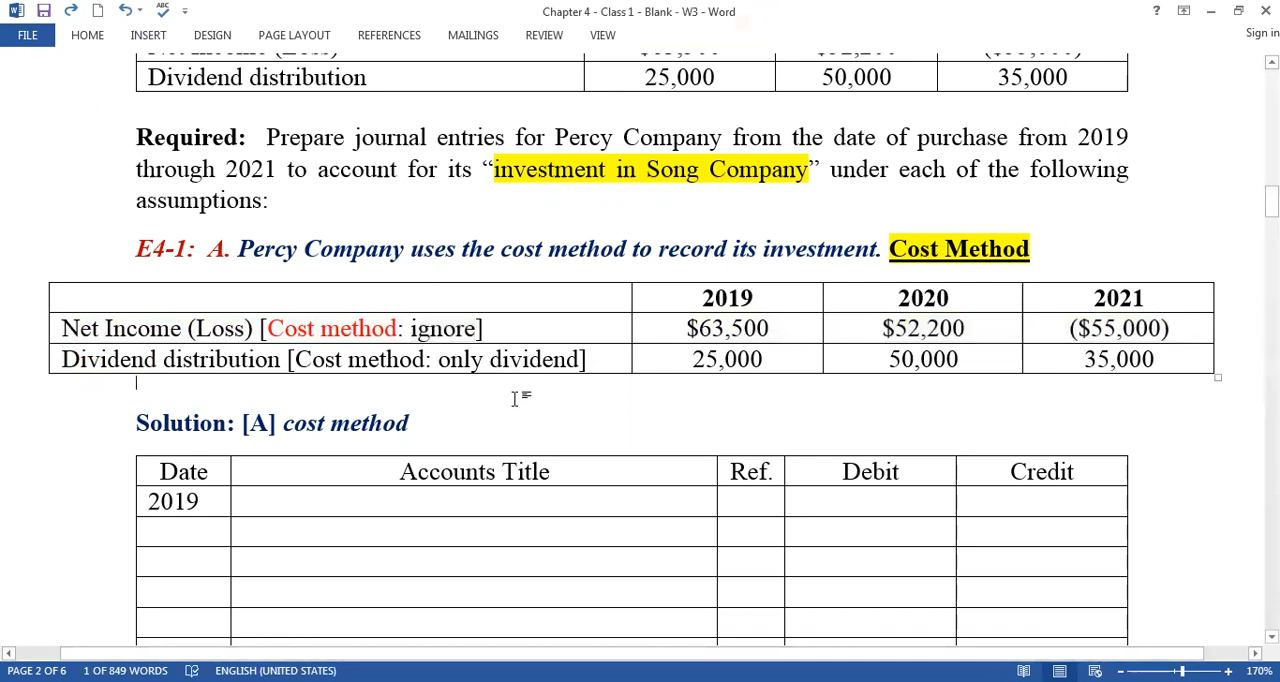 Chapter 4 - Class 1 - Blank - W3 - Word
FILE HOME INSERT DESIGN PAGE LAYOUT REFERENCES MAILINGS REVIEW VIEW Sign in
Dividend distribution 25,000 50,000 35,000
Required: Prepare journal entries for Percy Company from the date of purchase from 2019
through 2021 to account for its “investment in Song Company” under each of the following
assumptions:
E4-1: A. Percy Company uses the cost method to record its investment. Cost Method
2019 2020 2021
Net Income (Loss) [Cost method: ignore] $63,500 $52,200 ($55,000)
Dividend distribution [Cost method: only dividend] 25,000 50,000 35,000
Solution: [A] cost method
Date Accounts Title Ref. Debit Credit
2019
PAGE 2 OF 6 1 OF 849 WORDS ENGLISH (UNITED STATES) 170%